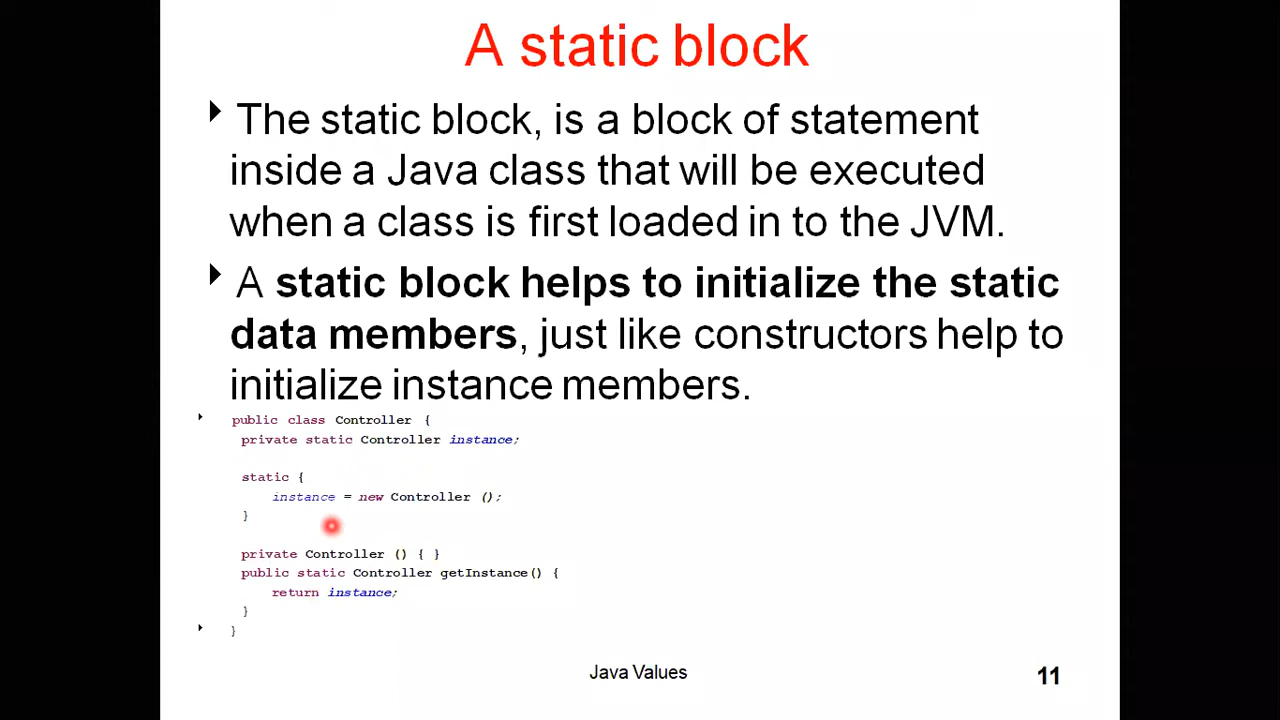 A static block
The static block, is a block of statement
inside a Java class that will be executed
when a class is first loaded in to the JVM.
A static block helps to initialize the static
data members, just like constructors help to
initialize instance members.
public class Controller {
private static Controller instance;
static {
instance = new Controller ();
}
private Controller () { }
public static Controller getInstance() {
return instance;
}
}
Java Values
11